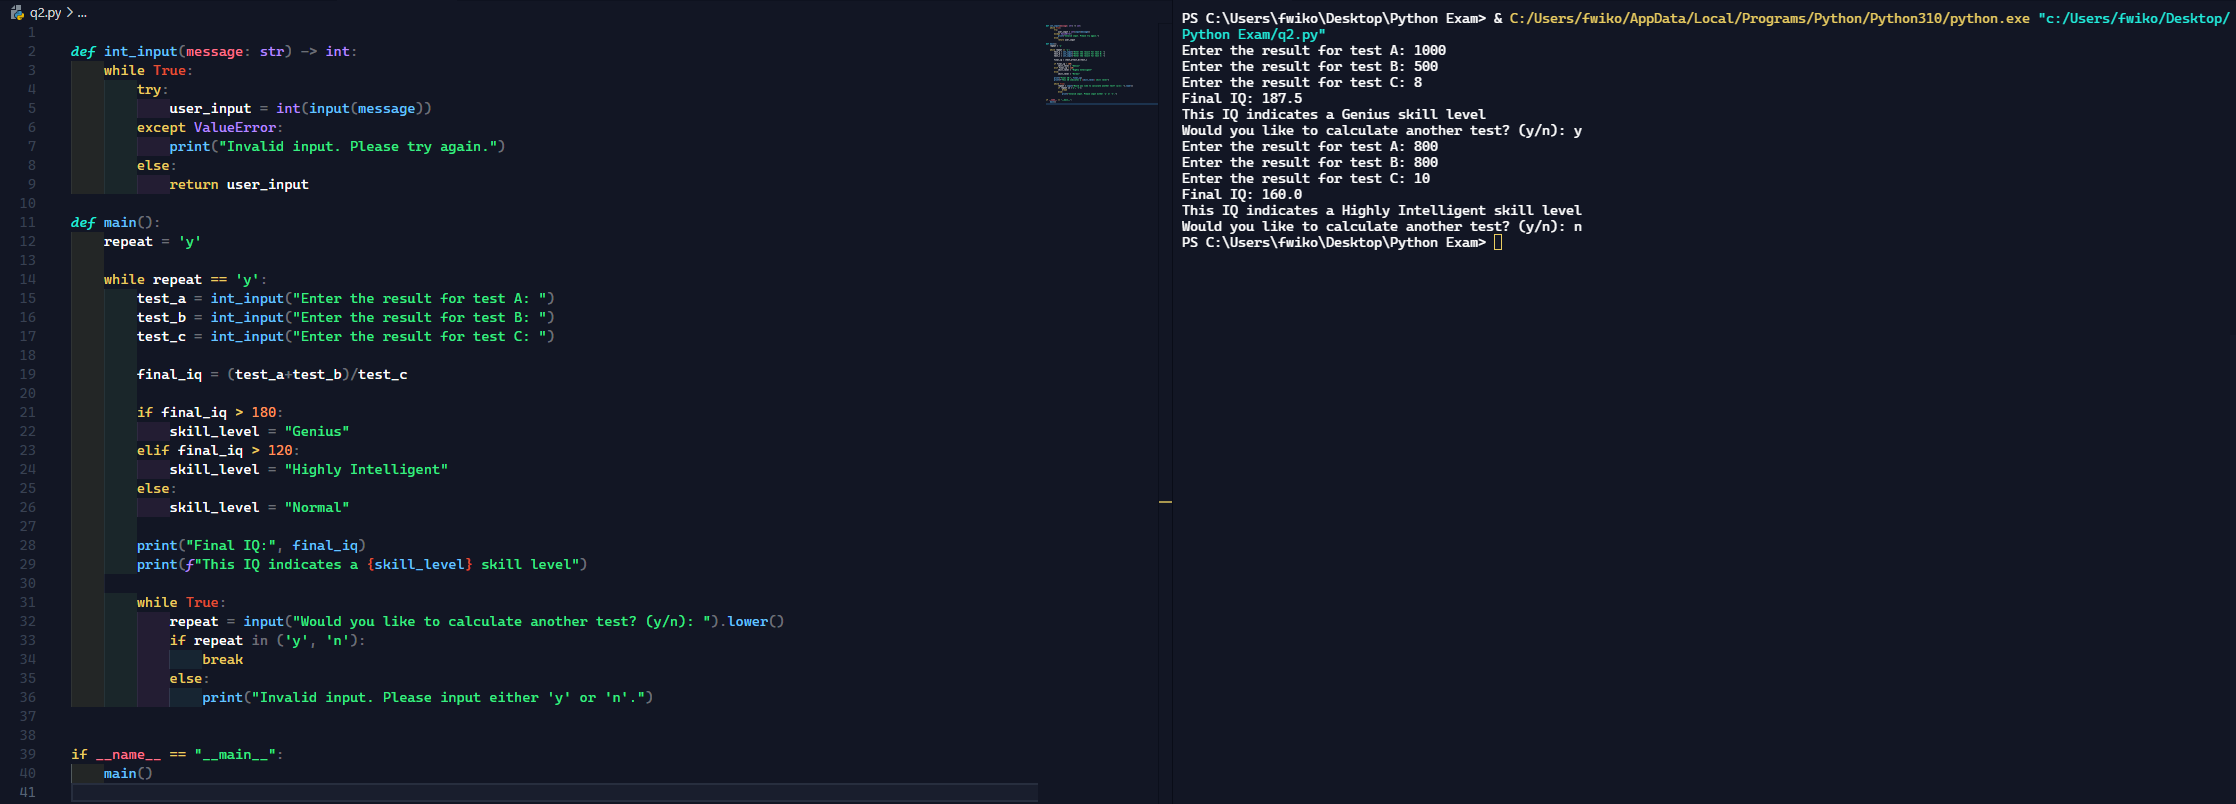 q2.py > ...
1
2 def int_input(message: str) -> int:
3     while True:
4         try:
5             user_input = int(input(message))
6         except ValueError:
7             print("Invalid input. Please try again.")
8         else:
9             return user_input
10
11 def main():
12     repeat = 'y'
13
14     while repeat == 'y':
15         test_a = int_input("Enter the result for test A: ")
16         test_b = int_input("Enter the result for test B: ")
17         test_c = int_input("Enter the result for test C: ")
18
19         final_iq = (test_a+test_b)/test_c
20
21         if final_iq > 180:
22             skill_level = "Genius"
23         elif final_iq > 120:
24             skill_level = "Highly Intelligent"
25         else:
26             skill_level = "Normal"
27
28         print("Final IQ:", final_iq)
29         print(f"This IQ indicates a {skill_level} skill level")
30
31         while True:
32             repeat = input("Would you like to calculate another test? (y/n): ").lower()
33             if repeat in ('y', 'n'):
34                 break
35             else:
36                 print("Invalid input. Please input either 'y' or 'n'.")
37
38
39 if __name__ == "__main__":
40     main()
41
PS C:\Users\fwiko\Desktop\Python Exam> & C:/Users/fwiko/AppData/Local/Programs/Python/Python310/python.exe "c:/Users/fwiko/Desktop/
Python Exam/q2.py"
Enter the result for test A: 1000
Enter the result for test B: 500
Enter the result for test C: 8
Final IQ: 187.5
This IQ indicates a Genius skill level
Would you like to calculate another test? (y/n): y
Enter the result for test A: 800
Enter the result for test B: 800
Enter the result for test C: 10
Final IQ: 160.0
This IQ indicates a Highly Intelligent skill level
Would you like to calculate another test? (y/n): n
PS C:\Users\fwiko\Desktop\Python Exam>